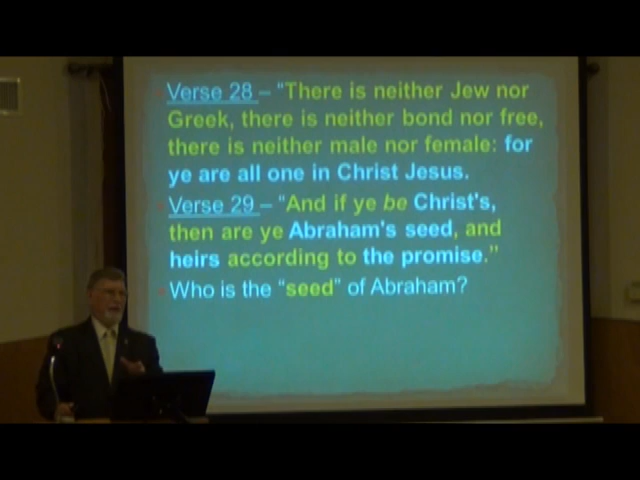 Verse 28 – “There is neither Jew nor
Greek, there is neither bond nor free,
there is neither male nor female: for
ye are all one in Christ Jesus.
Verse 29 – “And if ye be Christ's,
then are ye Abraham's seed, and
heirs according to the promise.”
Who is the “seed” of Abraham?